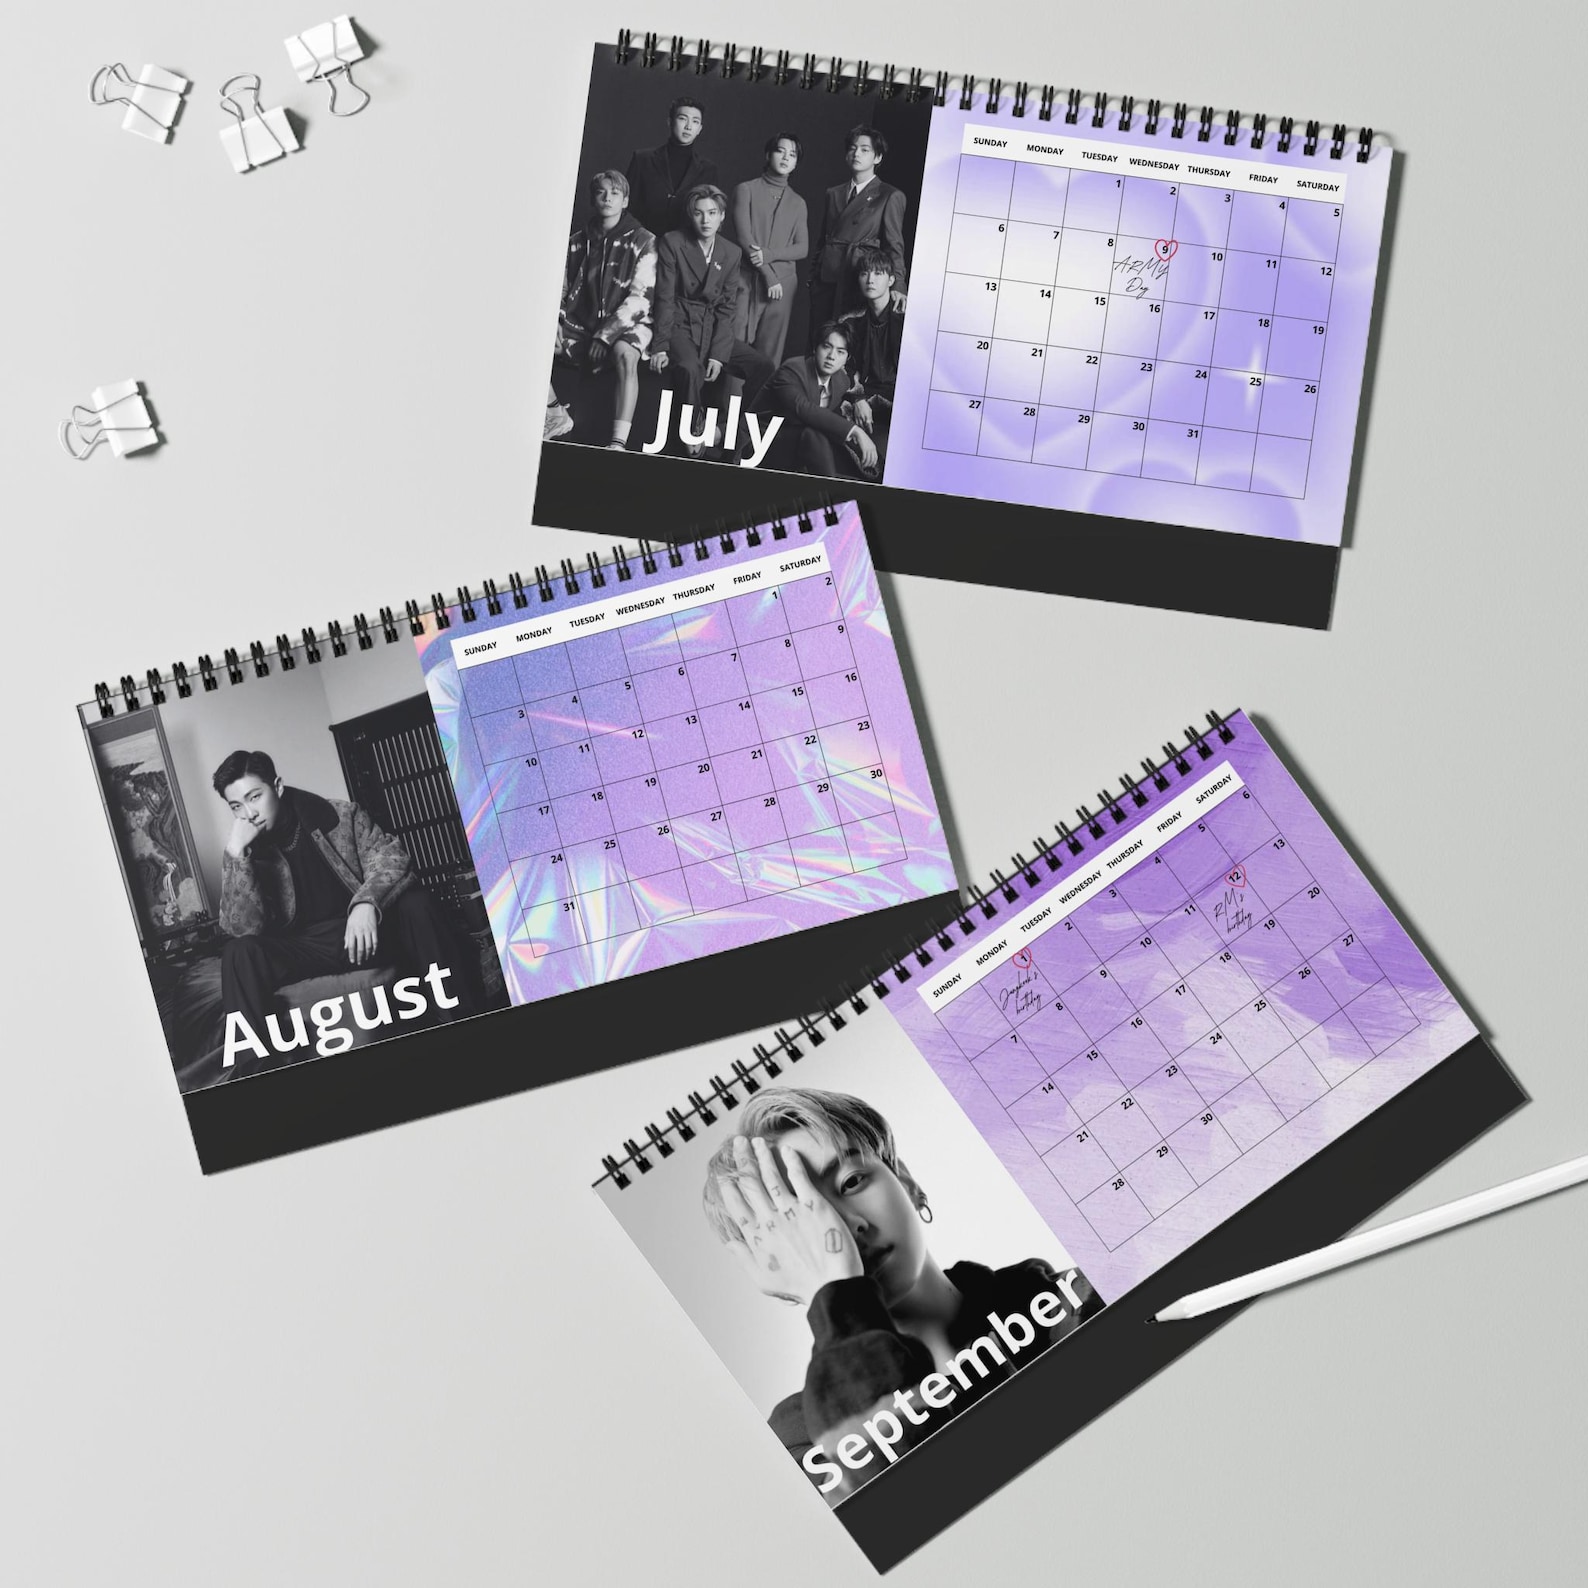 SUNDAY MONDAY TUESDAY WEDNESDAY THURSDAY FRIDAY SATURDAY
1 2 3 4 5
6 7 8 9 10 11 12
ARMY
Day
13 14 15 16 17 18 19
20 21 22 23 24 25 26
27 28 29 30 31
July
SUNDAY MONDAY TUESDAY WEDNESDAY THURSDAY FRIDAY SATURDAY
1 2
3 4 5 6 7 8 9
10 11 12 13 14 15 16
17 18 19 20 21 22 23
24 25 26 27 28 29 30
31
August
SUNDAY MONDAY TUESDAY WEDNESDAY THURSDAY FRIDAY SATURDAY
1 2 3 4 5 6
Jungkook's
birthday
7 8 9 10 11 12 13
RM's
birthday
14 15 16 17 18 19 20
21 22 23 24 25 26 27
28 29 30
ARMY
September